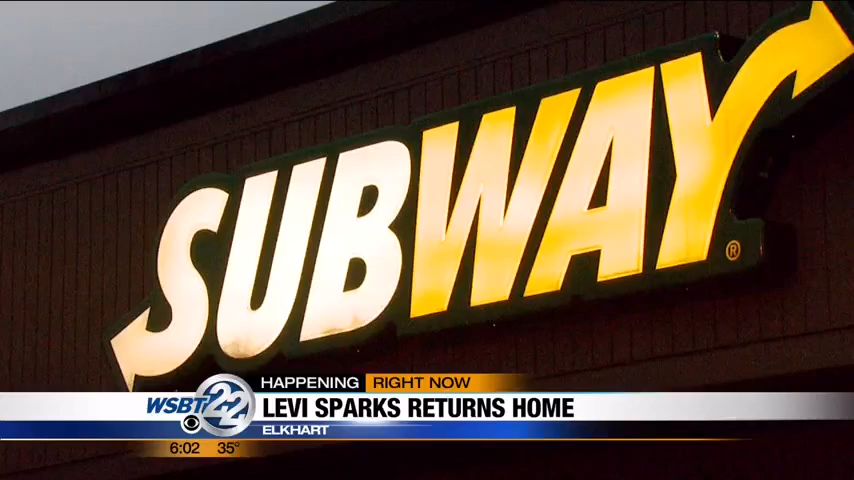 SUBWAY®
HAPPENING RIGHT NOW
WSBT 22
LEVI SPARKS RETURNS HOME
ELKHART
6:02 35°